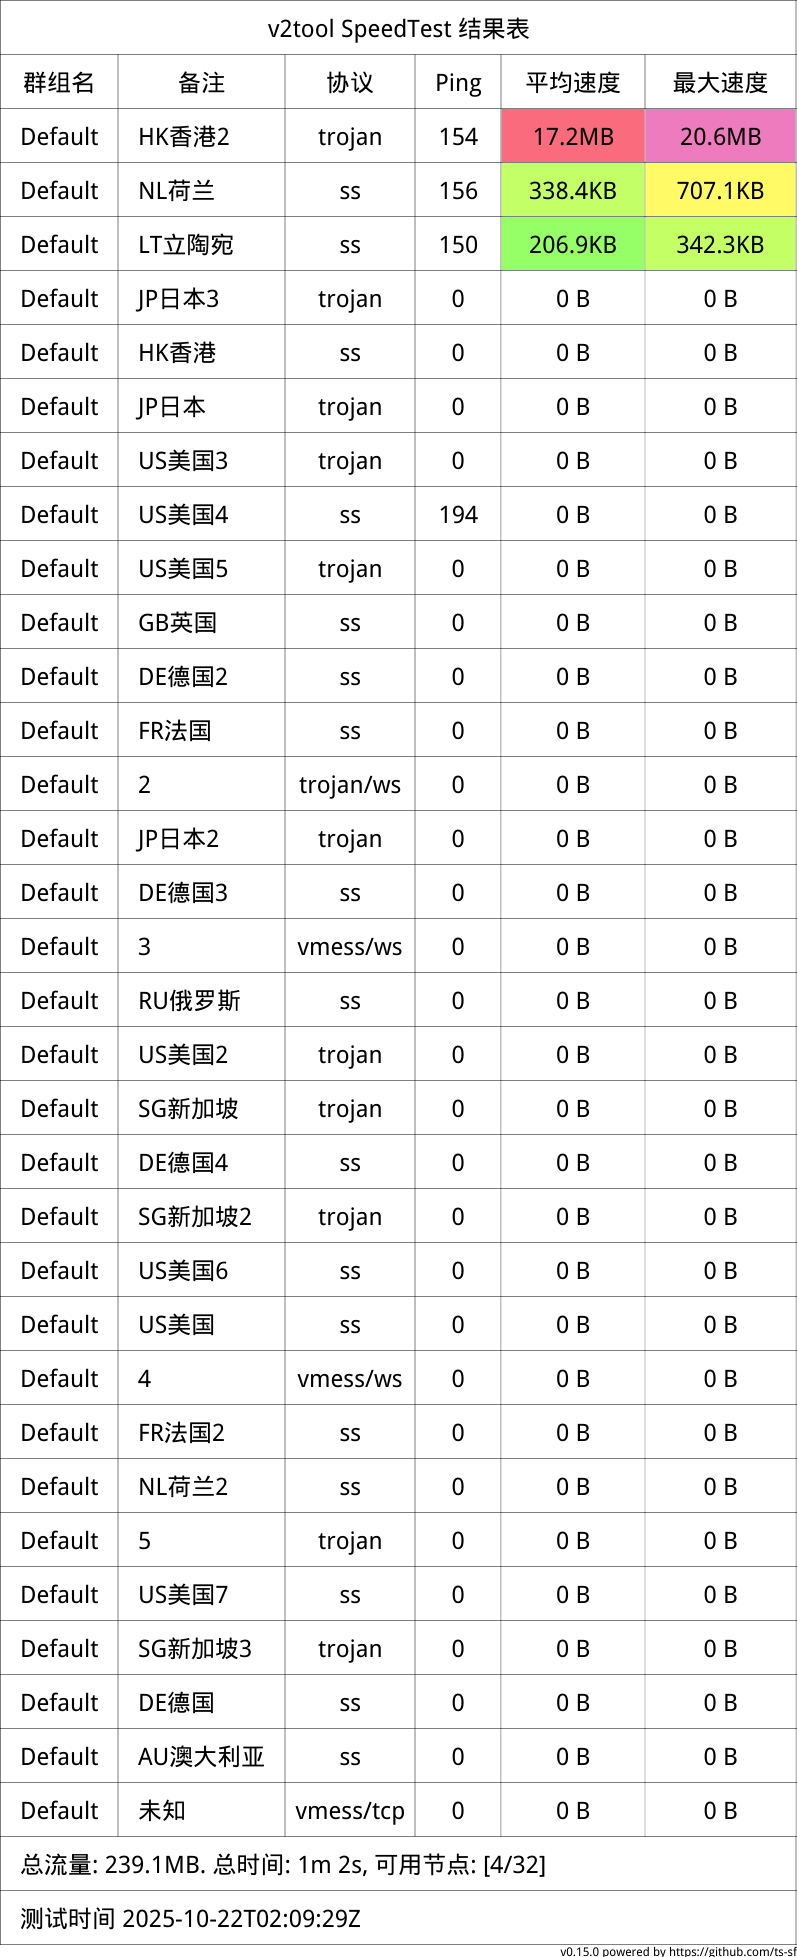 v2tool SpeedTest 结果表
群组名 备注 协议 Ping 平均速度 最大速度
Default HK香港2 trojan 154 17.2MB 20.6MB
Default NL荷兰 ss 156 338.4KB 707.1KB
Default LT立陶宛 ss 150 206.9KB 342.3KB
Default JP日本3 trojan 0 0 B 0 B
Default HK香港 ss 0 0 B 0 B
Default JP日本 trojan 0 0 B 0 B
Default US美国3 trojan 0 0 B 0 B
Default US美国4 ss 194 0 B 0 B
Default US美国5 trojan 0 0 B 0 B
Default GB英国 ss 0 0 B 0 B
Default DE德国2 ss 0 0 B 0 B
Default FR法国 ss 0 0 B 0 B
Default 2 trojan/ws 0 0 B 0 B
Default JP日本2 trojan 0 0 B 0 B
Default DE德国3 ss 0 0 B 0 B
Default 3 vmess/ws 0 0 B 0 B
Default RU俄罗斯 ss 0 0 B 0 B
Default US美国2 trojan 0 0 B 0 B
Default SG新加坡 trojan 0 0 B 0 B
Default DE德国4 ss 0 0 B 0 B
Default SG新加坡2 trojan 0 0 B 0 B
Default US美国6 ss 0 0 B 0 B
Default US美国 ss 0 0 B 0 B
Default 4 vmess/ws 0 0 B 0 B
Default FR法国2 ss 0 0 B 0 B
Default NL荷兰2 ss 0 0 B 0 B
Default 5 trojan 0 0 B 0 B
Default US美国7 ss 0 0 B 0 B
Default SG新加坡3 trojan 0 0 B 0 B
Default DE德国 ss 0 0 B 0 B
Default AU澳大利亚 ss 0 0 B 0 B
Default 未知 vmess/tcp 0 0 B 0 B
总流量: 239.1MB. 总时间: 1m 2s, 可用节点: [4/32]
测试时间 2025-10-22T02:09:29Z
v0.15.0 powered by https://github.com/ts-sf